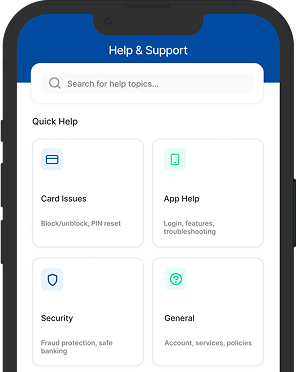 Help & Support
Search for help topics...
Quick Help
Card Issues
Block/unblock, PIN reset
App Help
Login, features,
troubleshooting
Security
Fraud protection, safe
banking
General
Account, services, policies